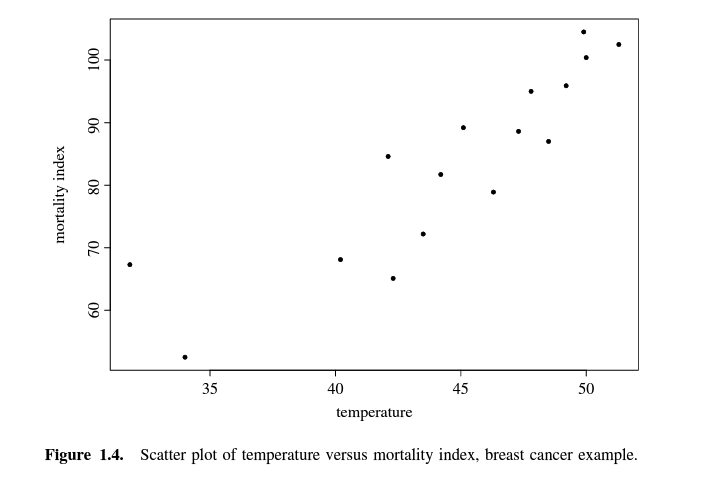 100
90
80
70
60
mortality index
35 40 45 50
temperature
Figure 1.4. Scatter plot of temperature versus mortality index, breast cancer example.